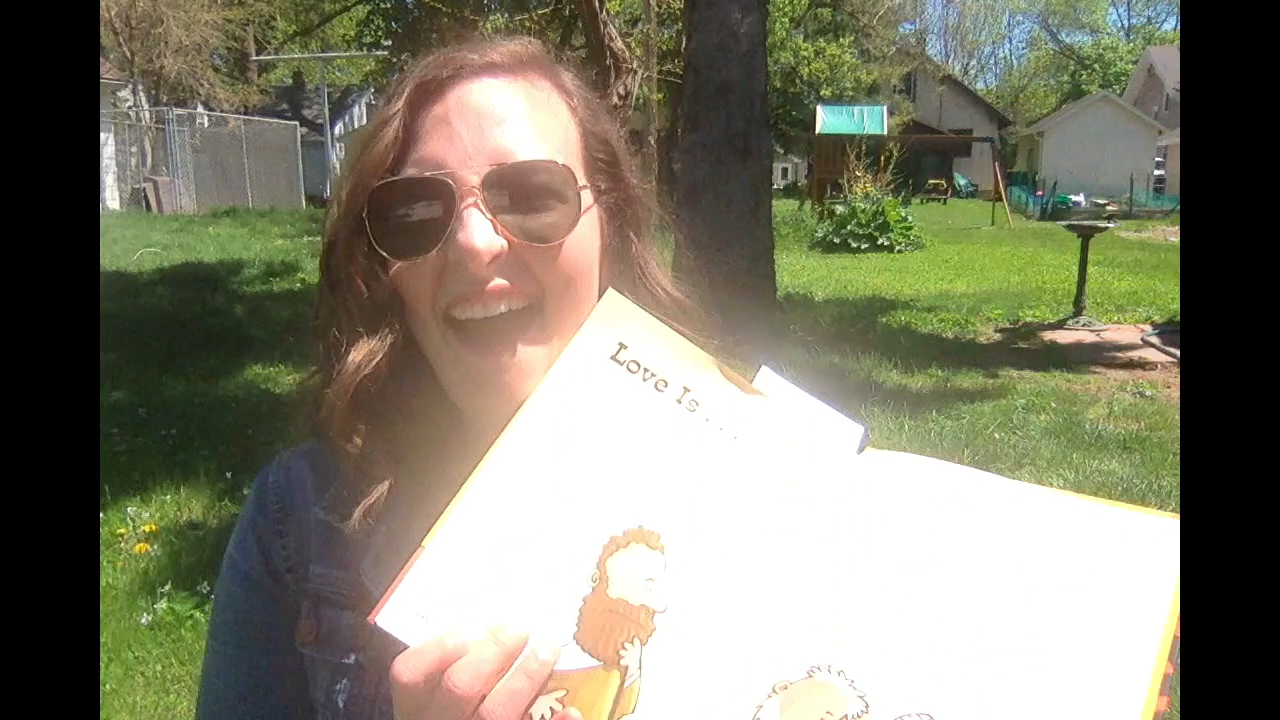 Love Is . . .